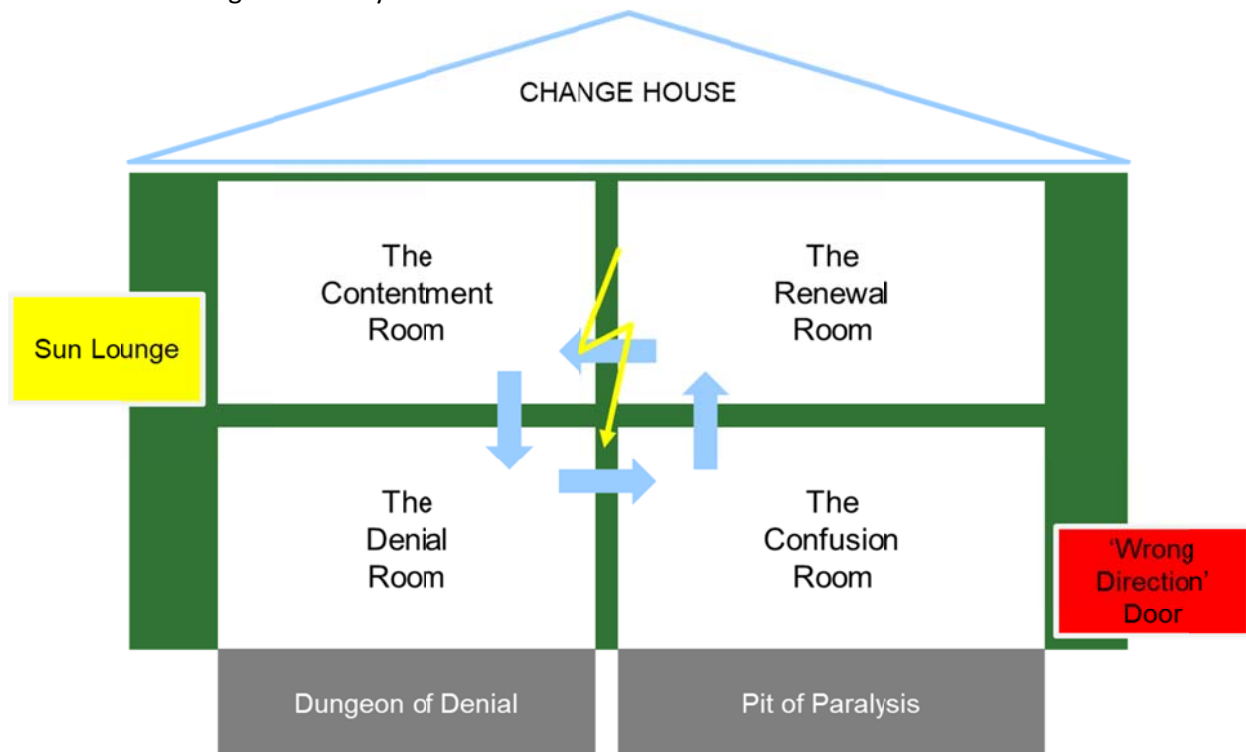 CHANGE HOUSE
The
Contentment
Room
The
Renewal
Room
Sun Lounge
The
Denial
Room
The
Confusion
Room
'Wrong
Direction'
Door
Dungeon of Denial
Pit of Paralysis